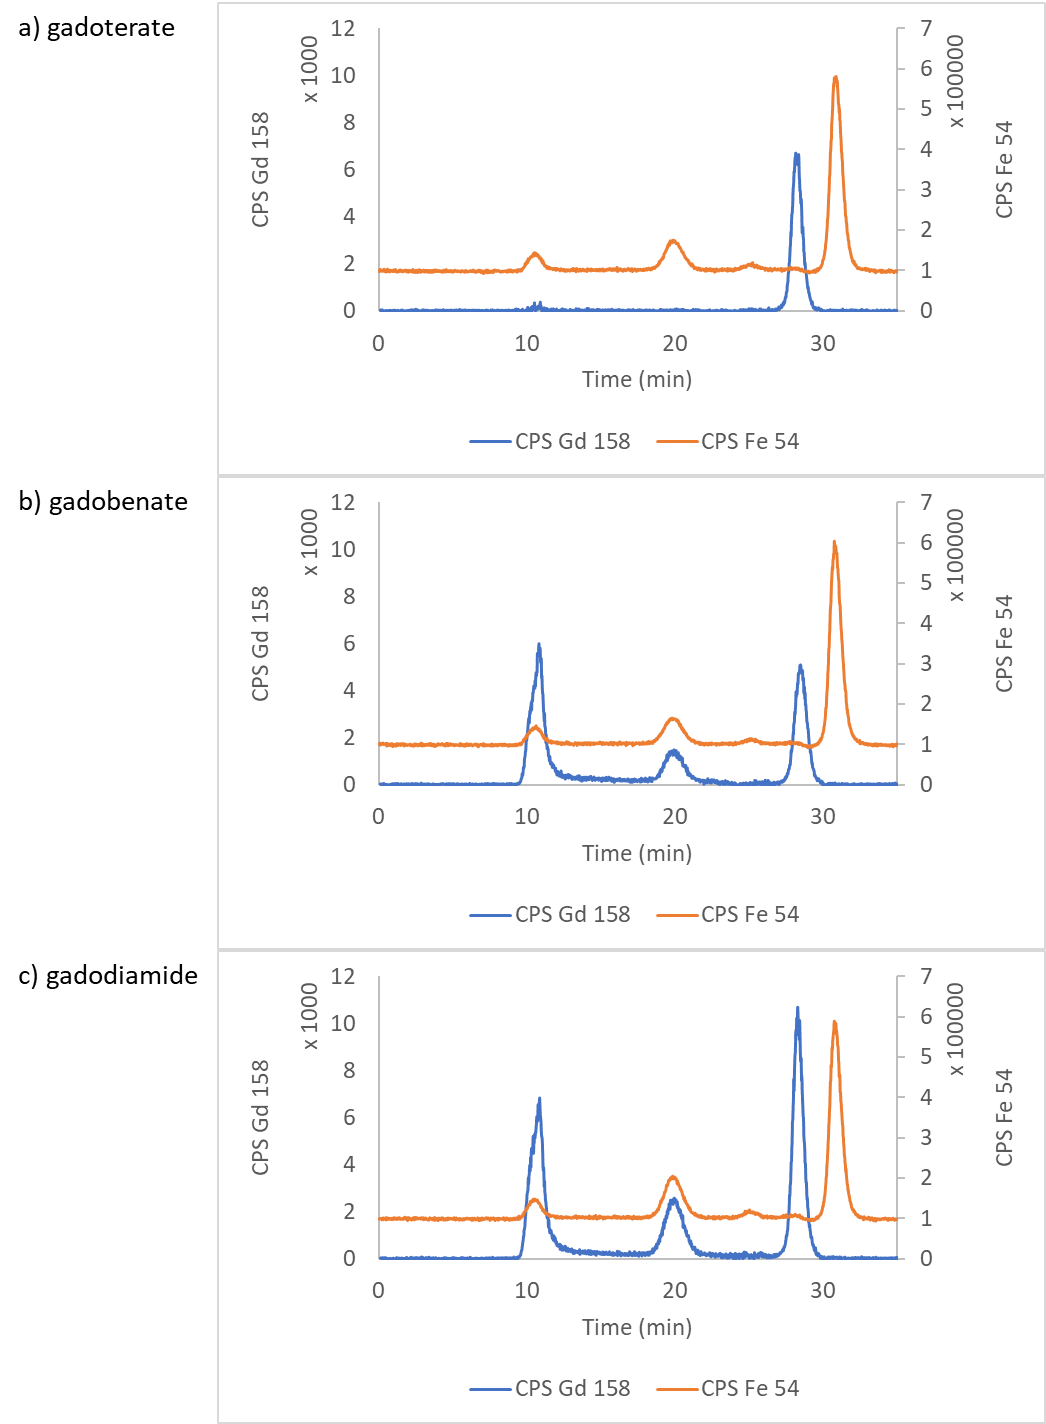 a) gadoterate
CPS Gd 158
x 1000
12
10
8
6
4
2
0
7
6
5
4
3
2
1
0
x 100000
CPS Fe 54
0 10 20 30
Time (min)
CPS Gd 158 CPS Fe 54
b) gadobenate
CPS Gd 158
x 1000
12
10
8
6
4
2
0
7
6
5
4
3
2
1
0
x 100000
CPS Fe 54
0 10 20 30
Time (min)
CPS Gd 158 CPS Fe 54
c) gadodiamide
CPS Gd 158
x 1000
12
10
8
6
4
2
0
7
6
5
4
3
2
1
0
x 100000
CPS Fe 54
0 10 20 30
Time (min)
CPS Gd 158 CPS Fe 54